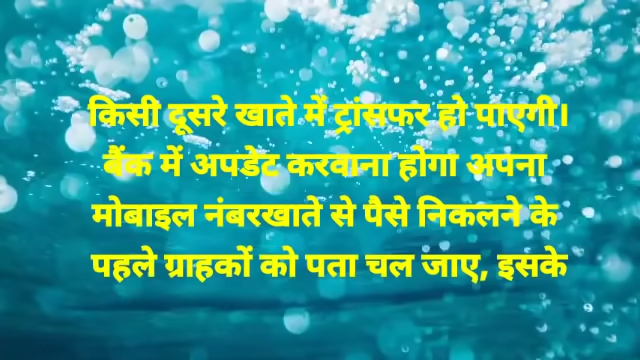 किसी दूसरे खाते में ट्रांसफर हो पाएगी।
बैंक में अपडेट करवाना होगा अपना
मोबाइल नंबरखाते से पैसे निकलने के
पहले ग्राहकों को पता चल जाए, इसके